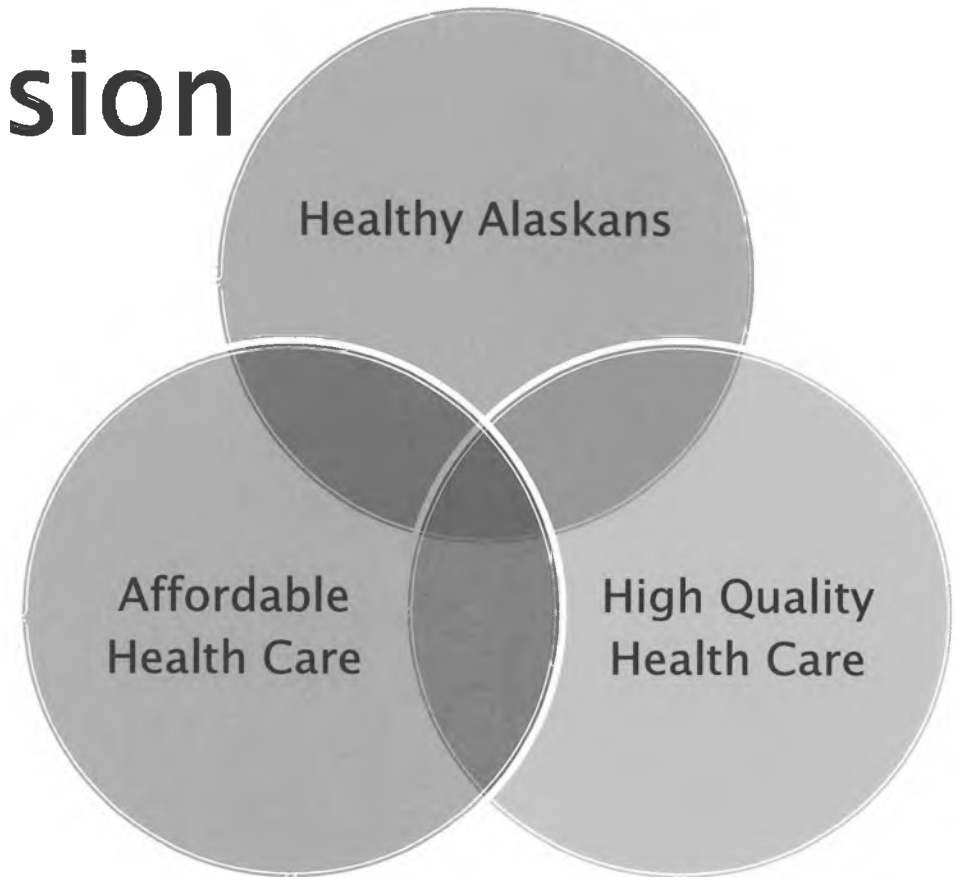 sion
Healthy Alaskans
Affordable
Health Care
High Quality
Health Care